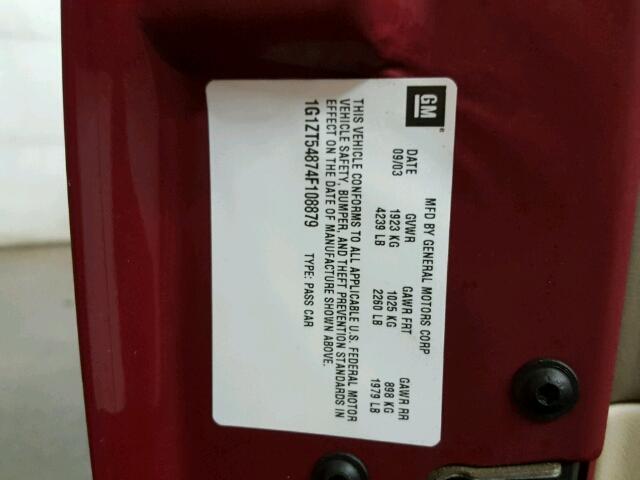 GM ®
MFD BY GENERAL MOTORS CORP
DATE GVWR GAWR FRT GAWR RR
09/03 1923 KG 1025 KG 898 KG
4239 LB 2260 LB 1979 LB
THIS VEHICLE CONFORMS TO ALL APPLICABLE U.S. FEDERAL MOTOR
VEHICLE SAFETY, BUMPER, AND THEFT PREVENTION STANDARDS IN
EFFECT ON THE DATE OF MANUFACTURE SHOWN ABOVE.
1G1ZT54874F108879 TYPE: PASS CAR